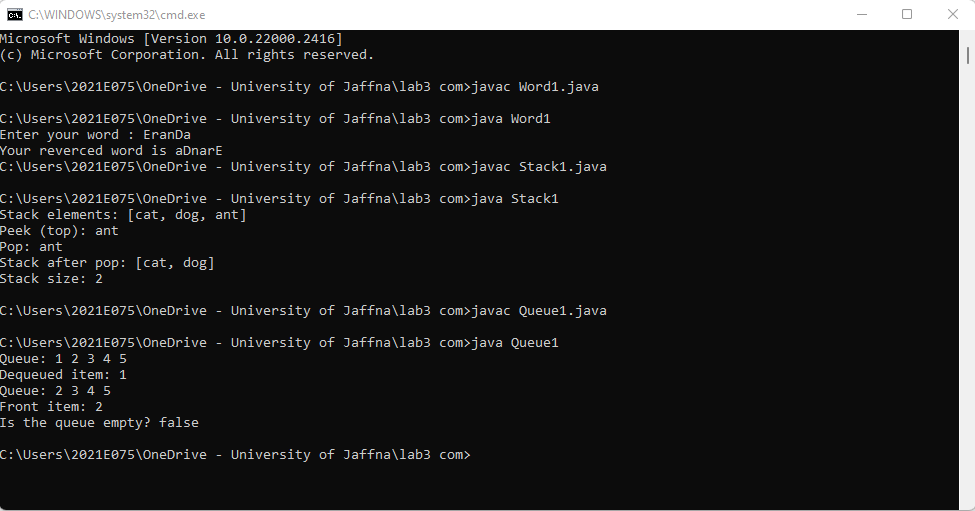 C:\WINDOWS\system32\cmd.exe
Microsoft Windows [Version 10.0.22000.2416]
(c) Microsoft Corporation. All rights reserved.
C:\Users\2021E075\OneDrive - University of Jaffna\lab3 com>javac Word1.java
C:\Users\2021E075\OneDrive - University of Jaffna\lab3 com>java Word1
Enter your word : EranDa
Your reverced word is aDnarE
C:\Users\2021E075\OneDrive - University of Jaffna\lab3 com>javac Stack1.java
C:\Users\2021E075\OneDrive - University of Jaffna\lab3 com>java Stack1
Stack elements: [cat, dog, ant]
Peek (top): ant
Pop: ant
Stack after pop: [cat, dog]
Stack size: 2
C:\Users\2021E075\OneDrive - University of Jaffna\lab3 com>javac Queue1.java
C:\Users\2021E075\OneDrive - University of Jaffna\lab3 com>java Queue1
Queue: 1 2 3 4 5
Dequeued item: 1
Queue: 2 3 4 5
Front item: 2
Is the queue empty? false
C:\Users\2021E075\OneDrive - University of Jaffna\lab3 com>